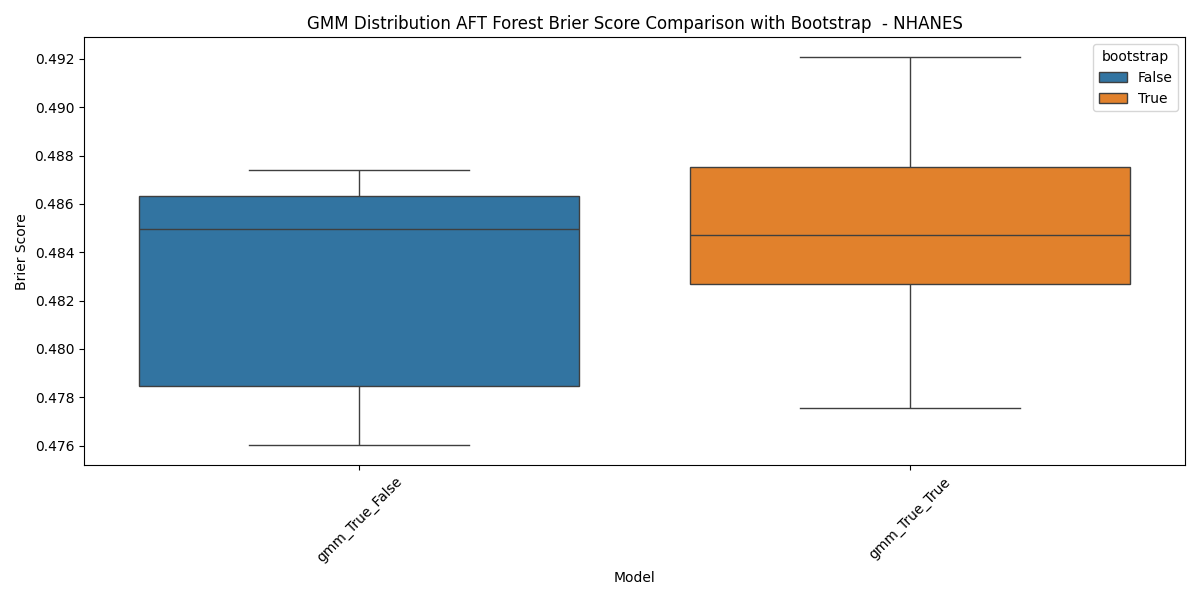 GMM Distribution AFT Forest Brier Score Comparison with Bootstrap  - NHANES
bootstrap
False
True
0.492
0.490
0.488
0.486
0.484
0.482
0.480
0.478
0.476
Brier Score
gmm_True_False
gmm_True_True
Model